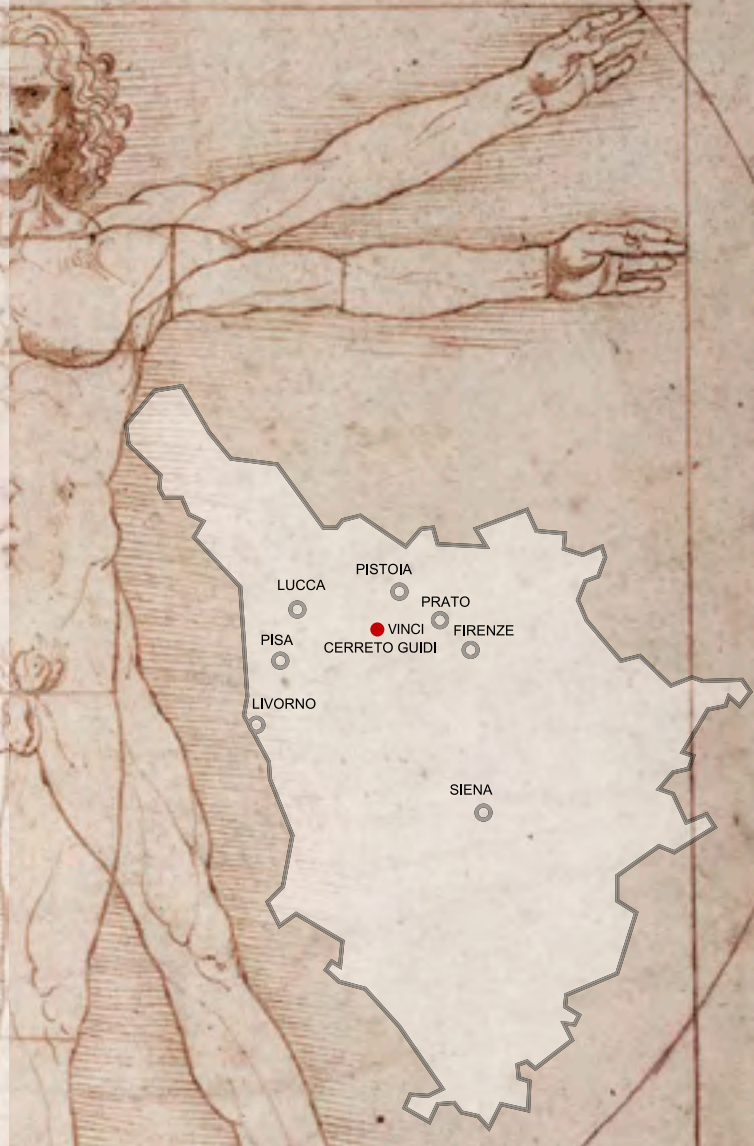 PISTOIA
LUCCA
PRATO
VINCI
FIRENZE
PISA
CERRETO GUIDI
LIVORNO
SIENA